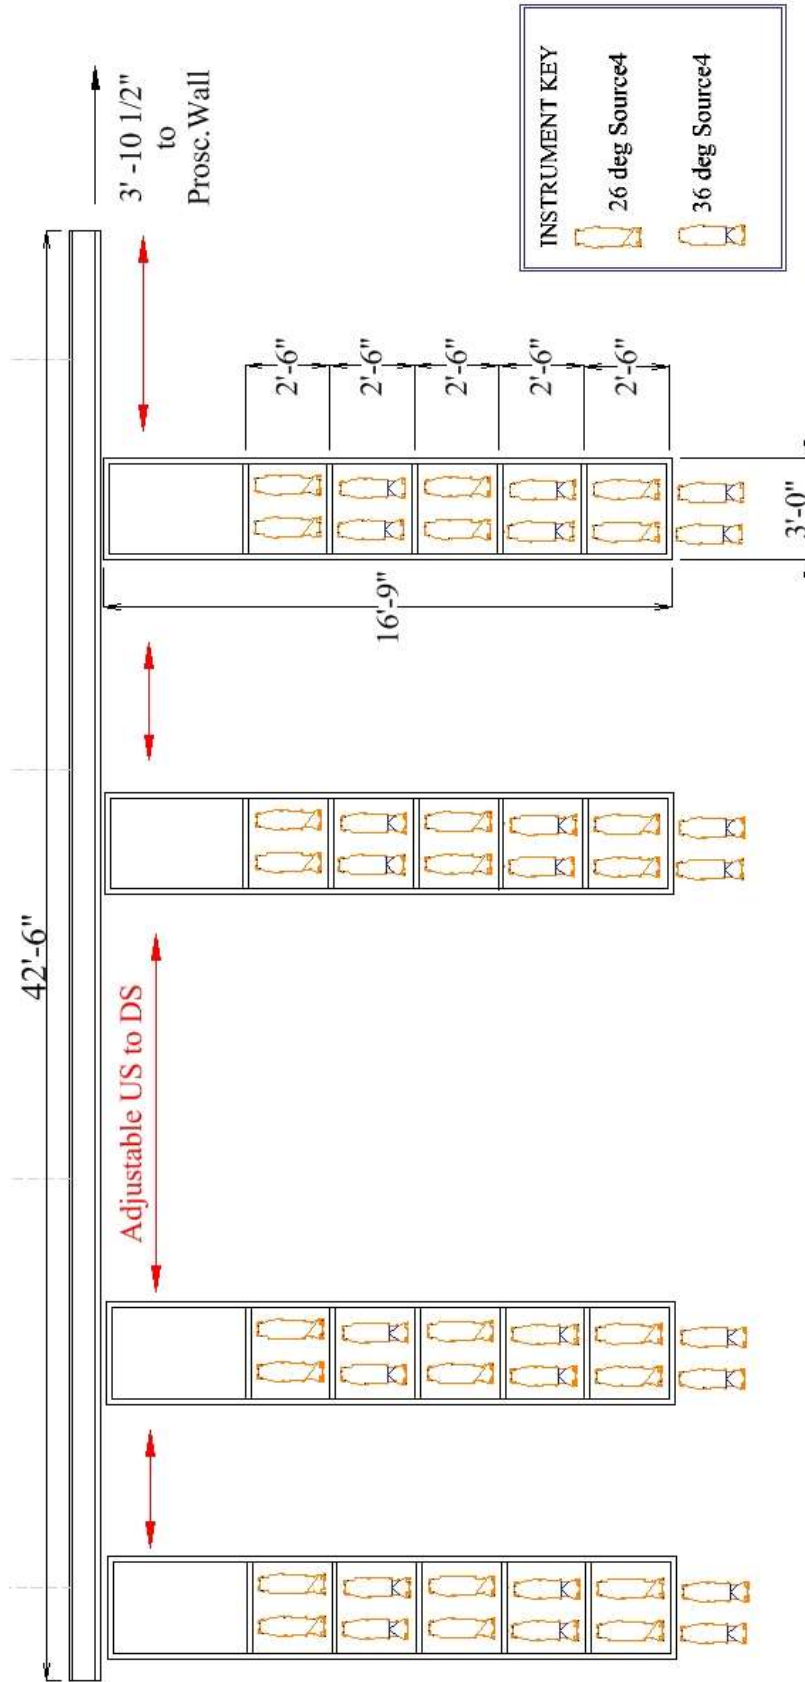 42'-6"
3' -10 1/2"
to
Prosc. Wall
Adjustable US to DS
16'-9"
2'-6"
2'-6"
2'-6"
2'-6"
2'-6"
3'-0"
INSTRUMENT KEY
26 deg Source4
36 deg Source4